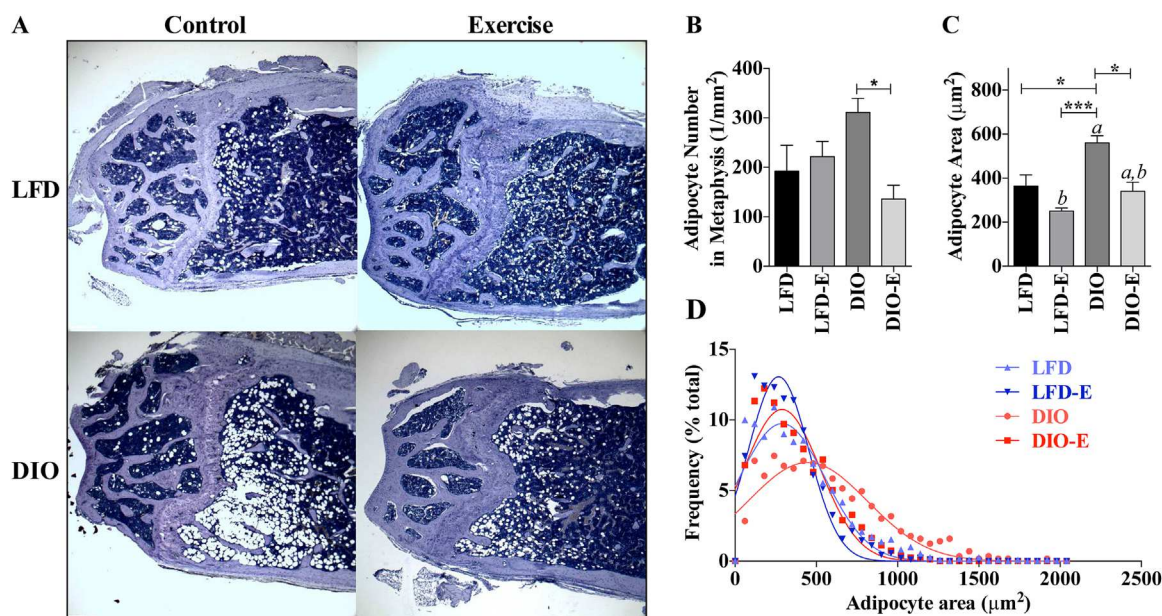 A
Control
Exercise
LFD
DIO
B
Adipocyte Number
in Metaphysis (1/mm²)
400
300
200
100
0
*
LFD
LFD-E
DIO
DIO-E
C
Adipocyte Area (μm²)
800
600
400
200
0
*
*
***
a
b
a,b
LFD
LFD-E
DIO
DIO-E
D
Frequency (% total)
15
10
5
0
LFD
LFD-E
DIO
DIO-E
0
500
1000
1500
2000
2500
Adipocyte area (μm²)